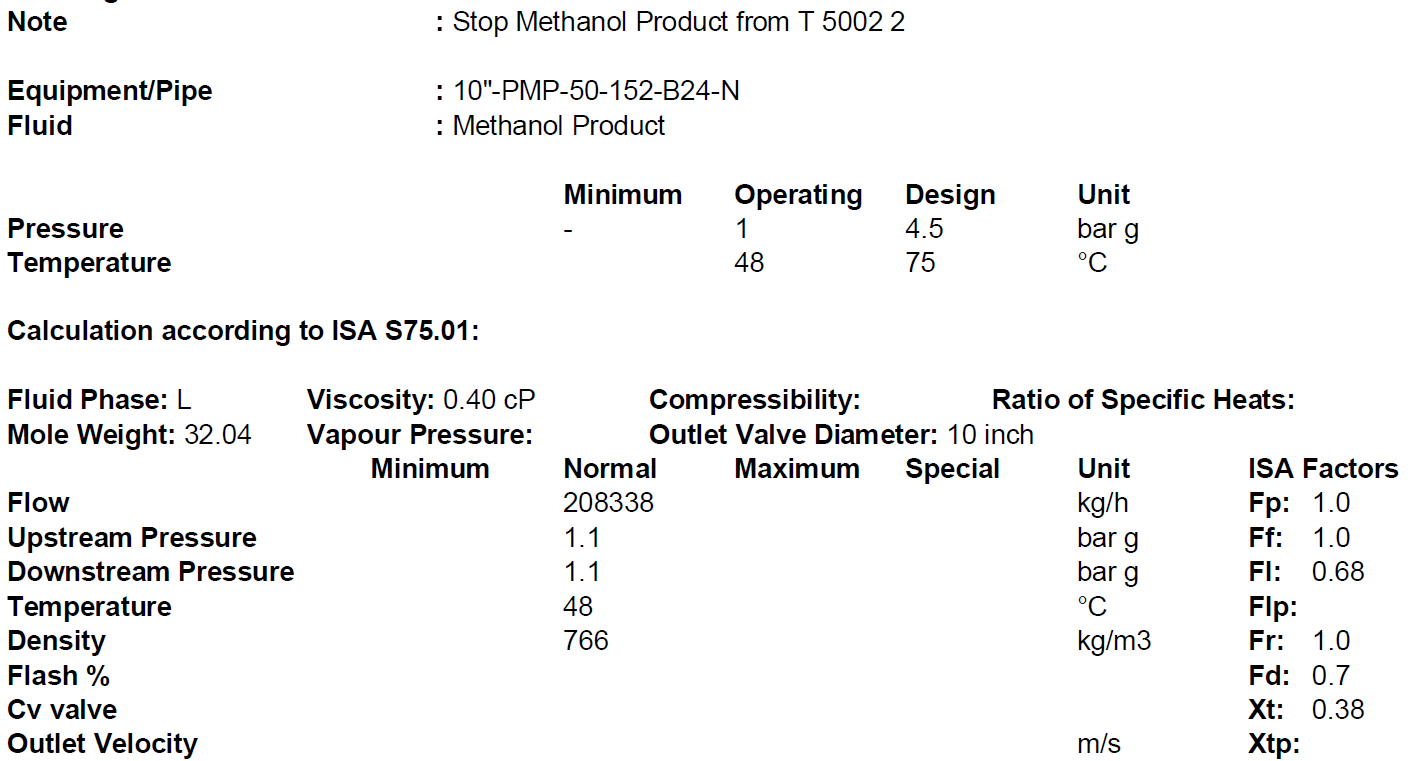 Note : Stop Methanol Product from T 5002 2
Equipment/Pipe : 10"-PMP-50-152-B24-N
Fluid : Methanol Product
Minimum Operating Design Unit
Pressure - 1 4.5 bar g
Temperature 48 75 °C
Calculation according to ISA S75.01:
Fluid Phase: L Viscosity: 0.40 cP Compressibility: Ratio of Specific Heats:
Mole Weight: 32.04 Vapour Pressure: Outlet Valve Diameter: 10 inch
Minimum Normal Maximum Special Unit ISA Factors
Flow 208338 kg/h Fp: 1.0
Upstream Pressure 1.1 bar g Ff: 1.0
Downstream Pressure 1.1 bar g Fl: 0.68
Temperature 48 °C Flp:
Density 766 kg/m3 Fr: 1.0
Flash % Fd: 0.7
Cv valve Xt: 0.38
Outlet Velocity m/s Xtp: